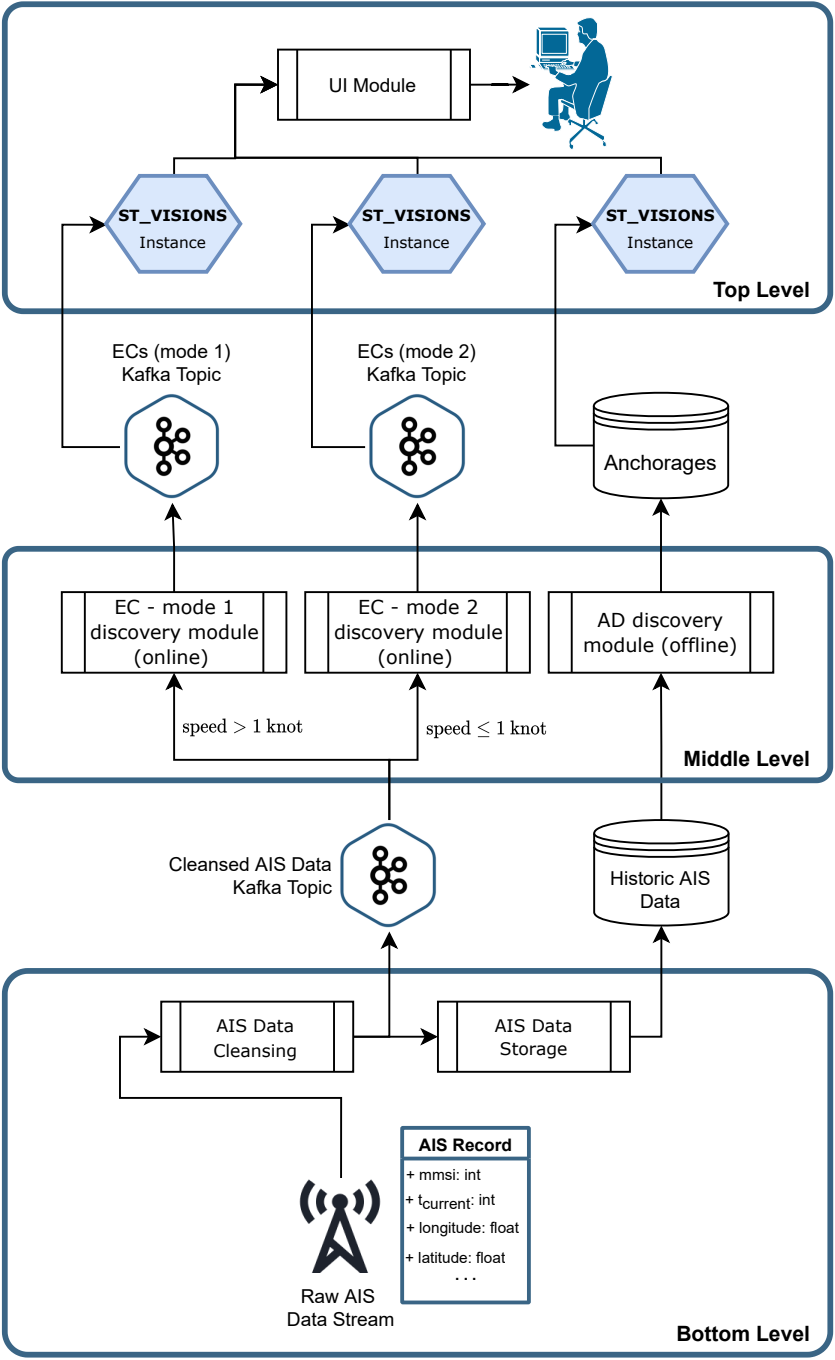 UI Module
ST_VISIONS
Instance
ST_VISIONS
Instance
ST_VISIONS
Instance
Top Level
ECs (mode 1)
Kafka Topic
ECs (mode 2)
Kafka Topic
Anchorages
EC - mode 1
discovery module
(online)
EC - mode 2
discovery module
(online)
AD discovery
module (offline)
speed > 1 knot
speed ≤ 1 knot
Middle Level
Cleansed AIS Data
Kafka Topic
Historic AIS
Data
AIS Data
Cleansing
AIS Data
Storage
AIS Record
+ mmsi: int
+ t_current: int
+ longitude: float
+ latitude: float
...
Raw AIS
Data Stream
Bottom Level